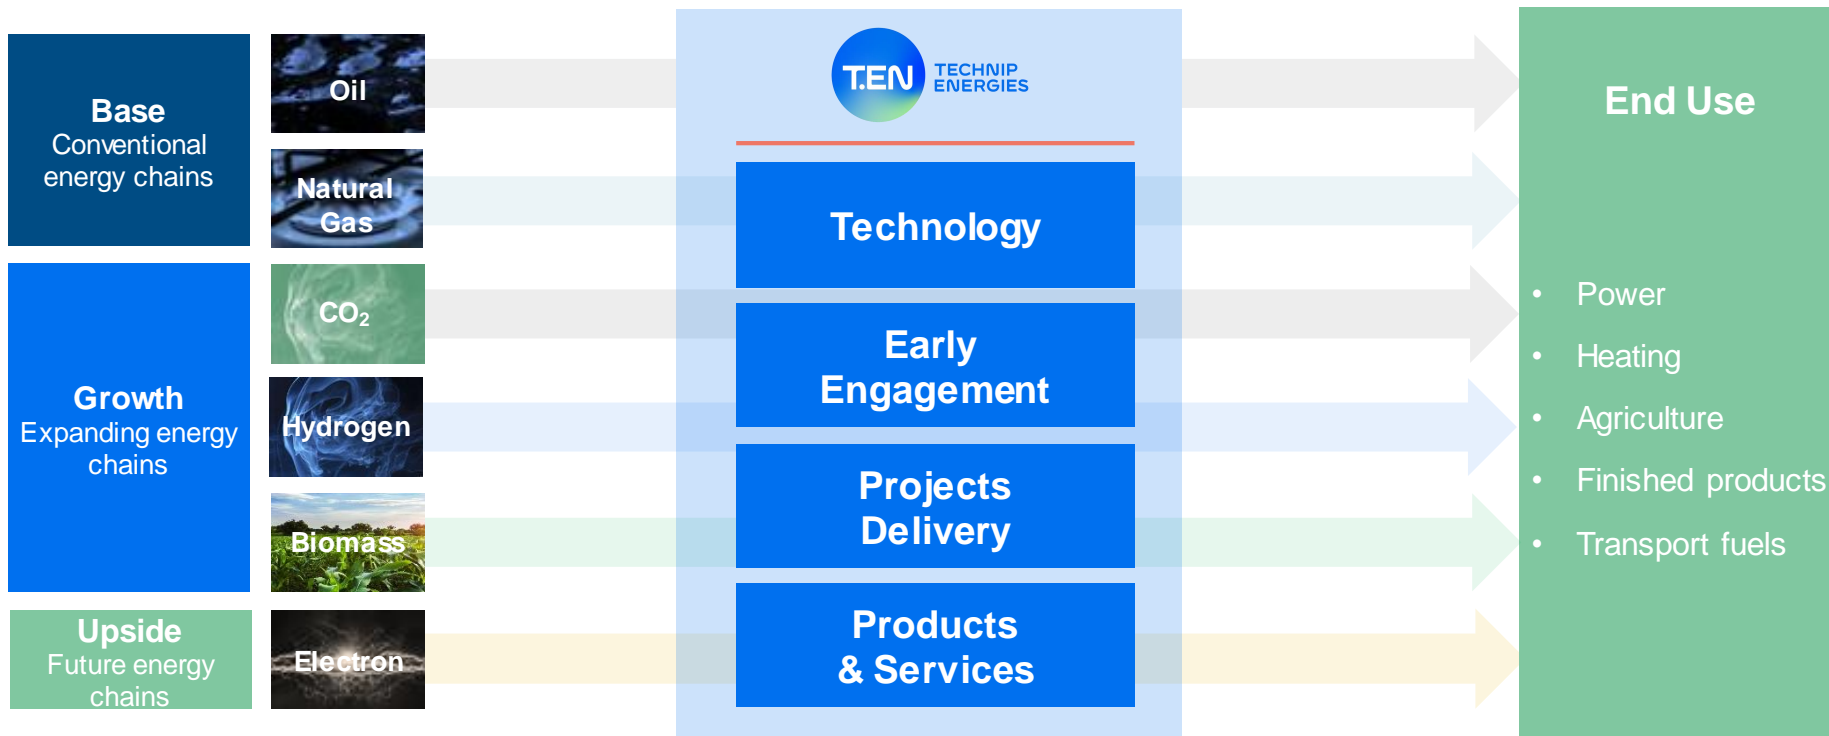 Base
Conventional
energy chains
Oil
Natural
Gas
Growth
Expanding energy
chains
CO₂
Hydrogen
Biomass
Upside
Future energy
chains
Electron
T.EN
TECHNIP
ENERGIES
Technology
Early
Engagement
Projects
Delivery
Products
& Services
End Use
• Power
• Heating
• Agriculture
• Finished products
• Transport fuels